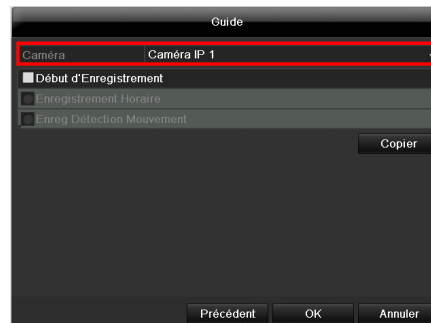 Guide
Caméra Caméra IP 1
Début d'Enregistrement
Enregistrement Horaire
Enreg Détection Mouvement
Copier
Précédent OK Annuler